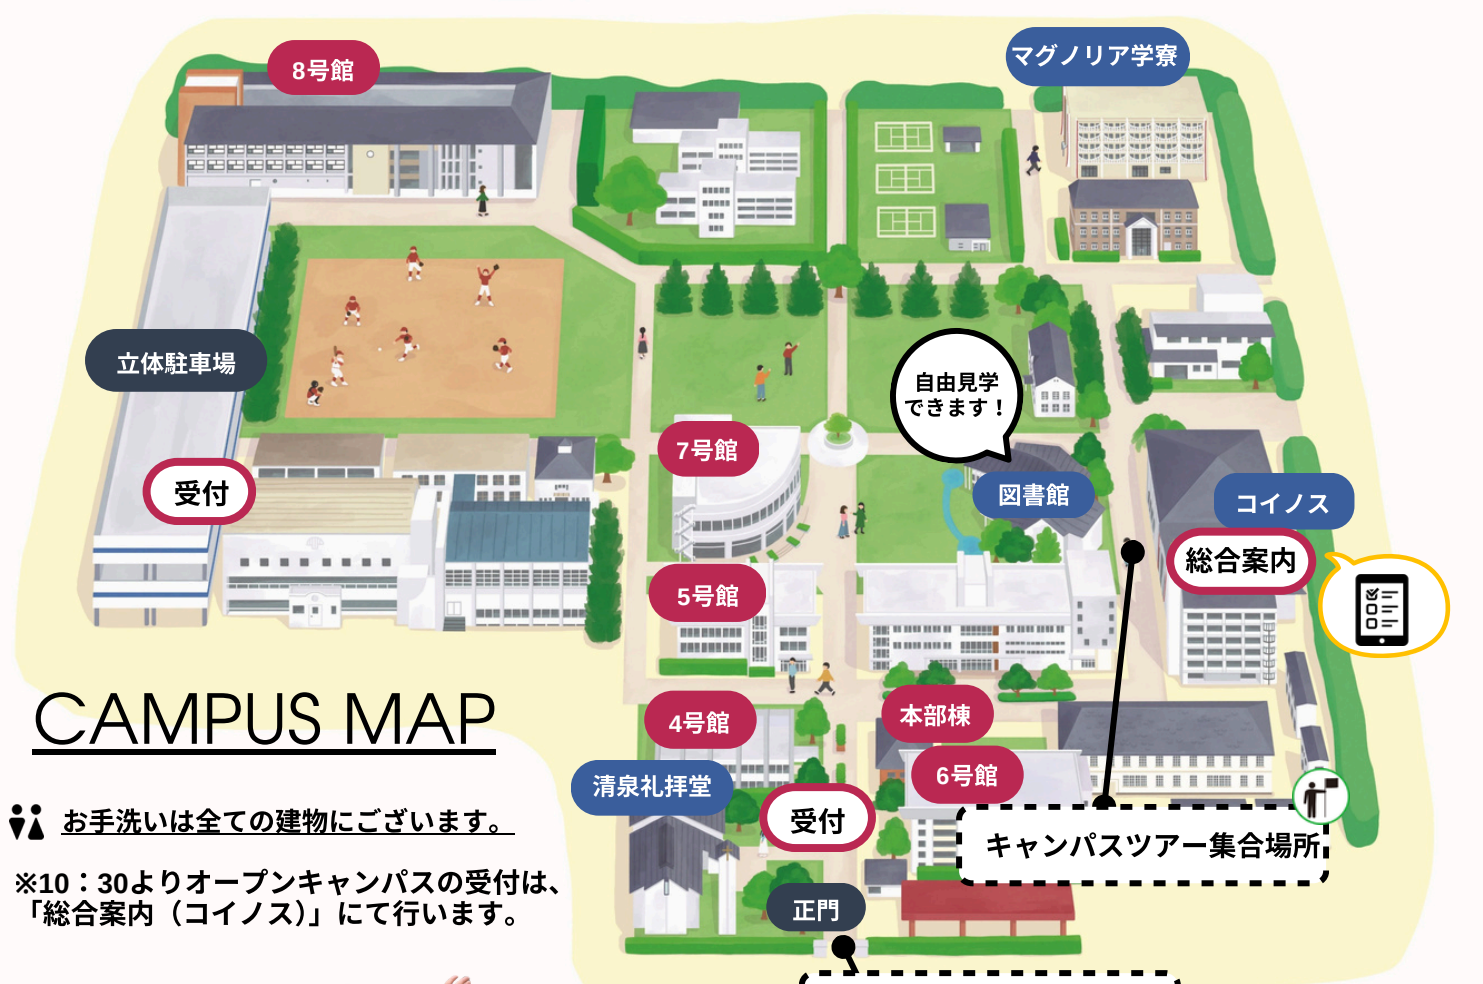 8号館
マグノリア学寮
立体駐車場
自由見学
できます！
7号館
受付
図書館
コイノス
総合案内
5号館
4号館
本部棟
6号館
清泉礼拝堂
受付
キャンパスツアー集合場所
正門
CAMPUS MAP
お手洗いは全ての建物にございます。
※10：30よりオープンキャンパスの受付は、
「総合案内（コイノス）」にて行います。